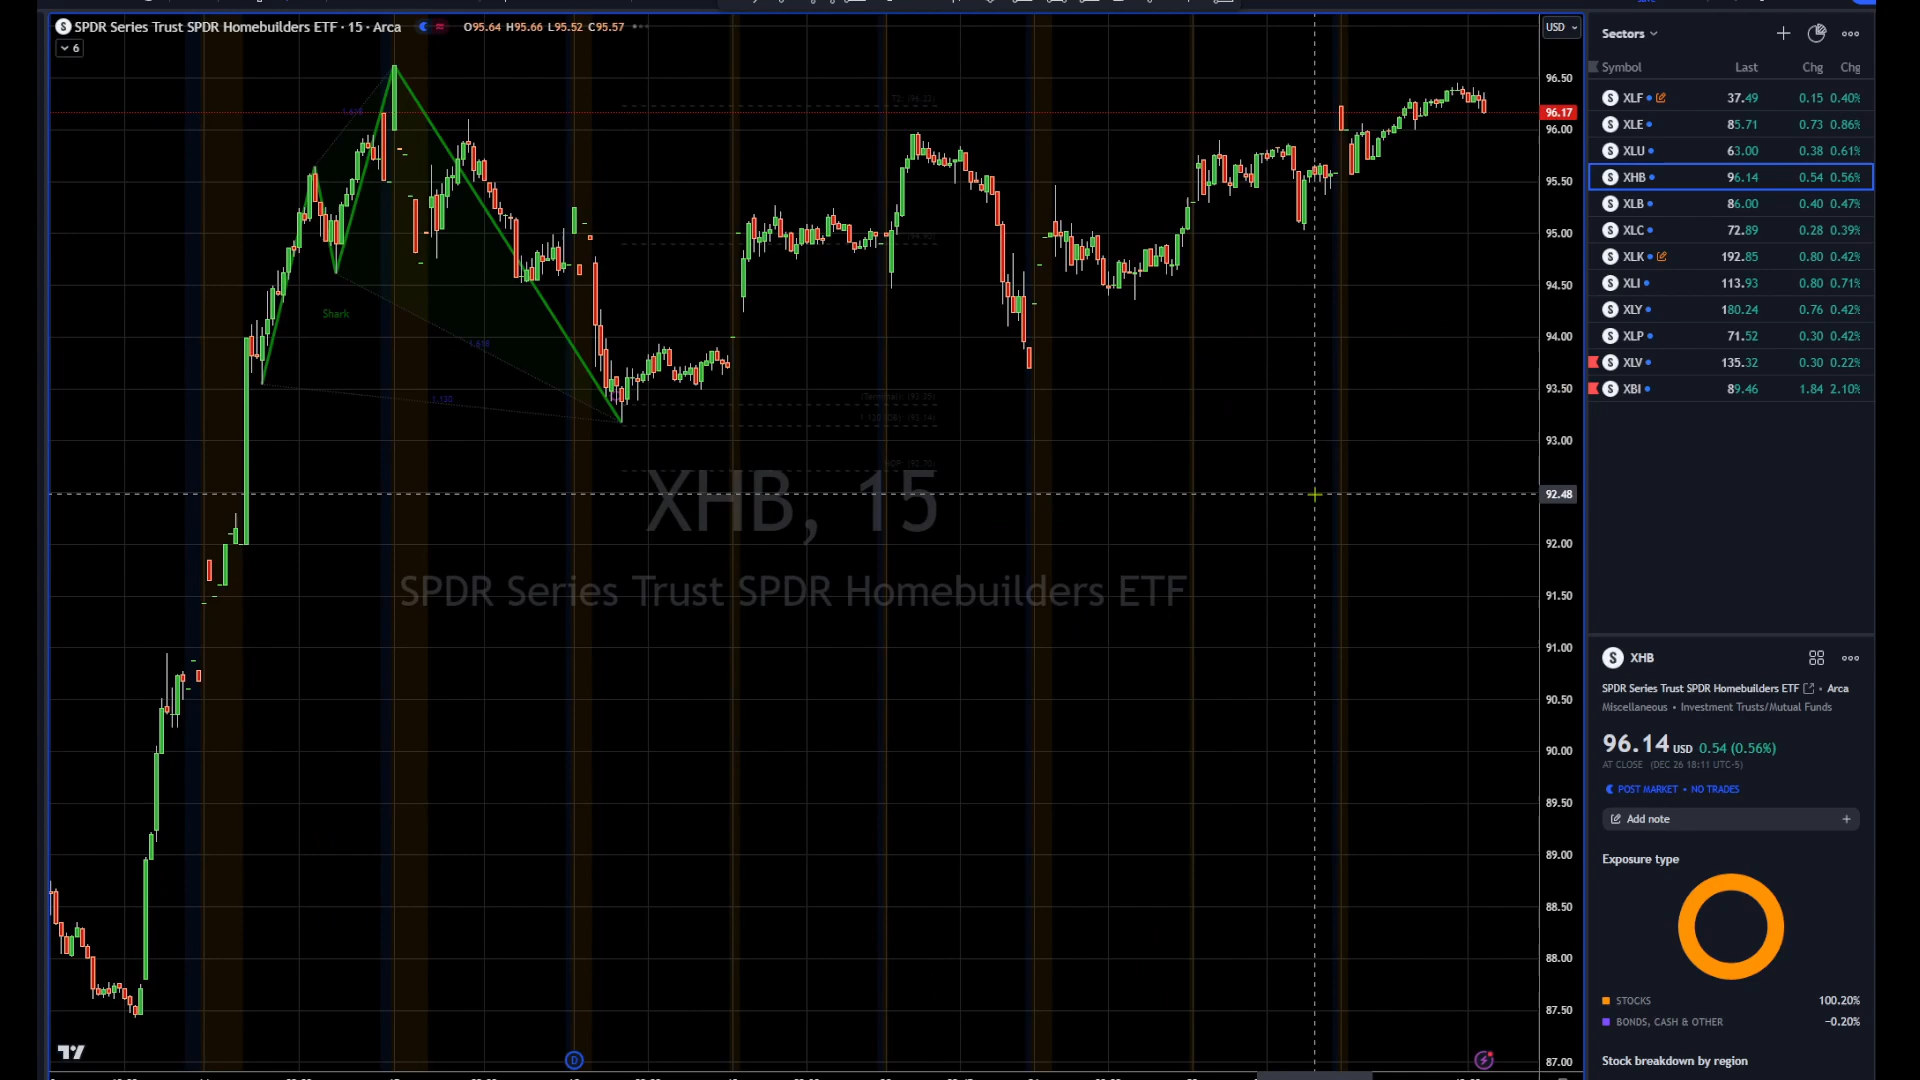 SPDR Series Trust SPDR Homebuilders ETF · 15 · Arca O95.64 H95.66 L95.52 C95.57
6
USD
Sectors
Symbol Last Chg Chg
XLF 37.49 0.15 0.40%
XLE 85.71 0.73 0.86%
XLU 63.00 0.38 0.61%
XHB 96.14 0.54 0.56%
XLB 86.00 0.40 0.47%
XLC 72.89 0.28 0.39%
XLK 192.85 0.80 0.42%
XLI 113.93 0.80 0.71%
XLY 180.24 0.76 0.42%
XLP 71.52 0.30 0.42%
XLV 135.32 0.30 0.22%
XBI 89.46 1.84 2.10%
96.50
96.17
96.00
95.50
95.00
94.50
94.00
93.50
93.00
92.48
92.00
91.50
91.00
90.50
90.00
89.50
89.00
88.50
88.00
87.50
87.00
Shark
1.130
T2: (96.23)
(Terminal): (93.35)
XHB, 15
SPDR Series Trust SPDR Homebuilders ETF
D
XHB
SPDR Series Trust SPDR Homebuilders ETF • Arca
Miscellaneous • Investment Trusts/Mutual Funds
96.14 USD 0.54 (0.56%)
AT CLOSE (DEC 26 18:11 UTC-5)
POST MARKET • NO TRADES
Add note
Exposure type
STOCKS 100.20%
BONDS, CASH & OTHER −0.20%
Stock breakdown by region